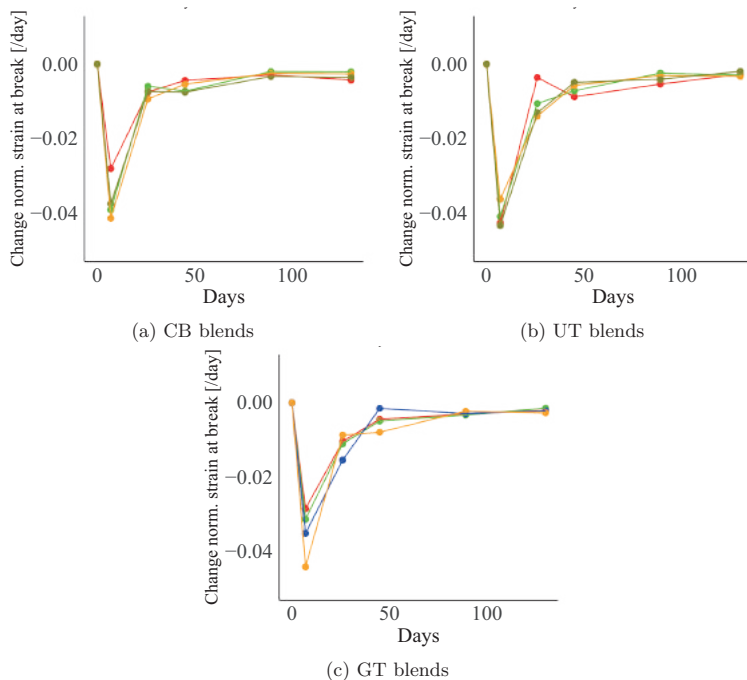 Change norm. strain at break [/day]
0.00
−0.02
−0.04
0
50
100
Days
(a) CB blends
Change norm. strain at break [/day]
0.00
−0.02
−0.04
0
50
100
Days
(b) UT blends
Change norm. strain at break [/day]
0.00
−0.02
−0.04
0
50
100
Days
(c) GT blends